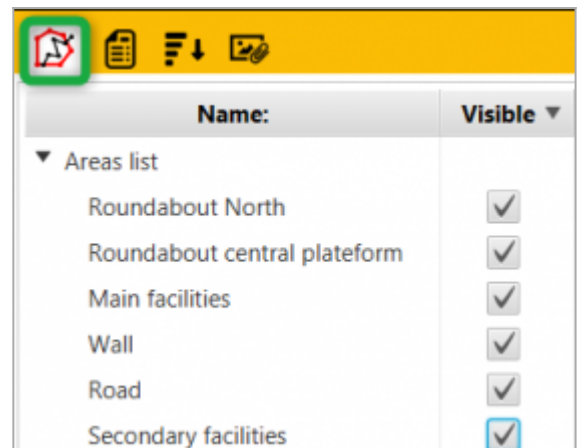 Name: Visible
Areas list
Roundabout North
Roundabout central plateform
Main facilities
Wall
Road
Secondary facilities